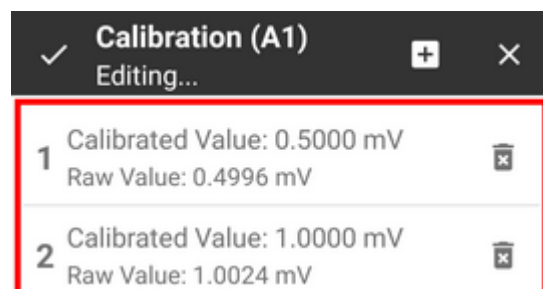 Calibration (A1)
Editing...
1
Calibrated Value: 0.5000 mV
Raw Value: 0.4996 mV
2
Calibrated Value: 1.0000 mV
Raw Value: 1.0024 mV